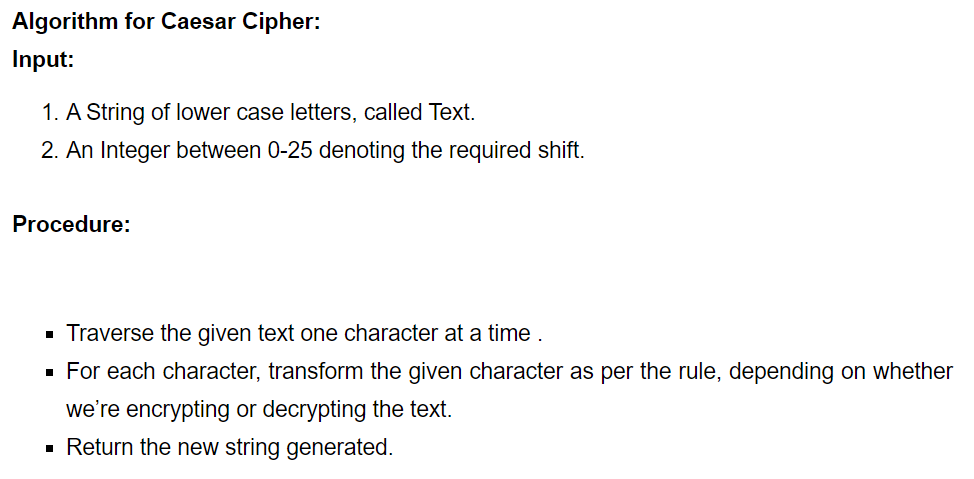 Algorithm for Caesar Cipher:
Input:
1. A String of lower case letters, called Text.
2. An Integer between 0-25 denoting the required shift.
Procedure:
▪ Traverse the given text one character at a time .
▪ For each character, transform the given character as per the rule, depending on whether
we’re encrypting or decrypting the text.
▪ Return the new string generated.